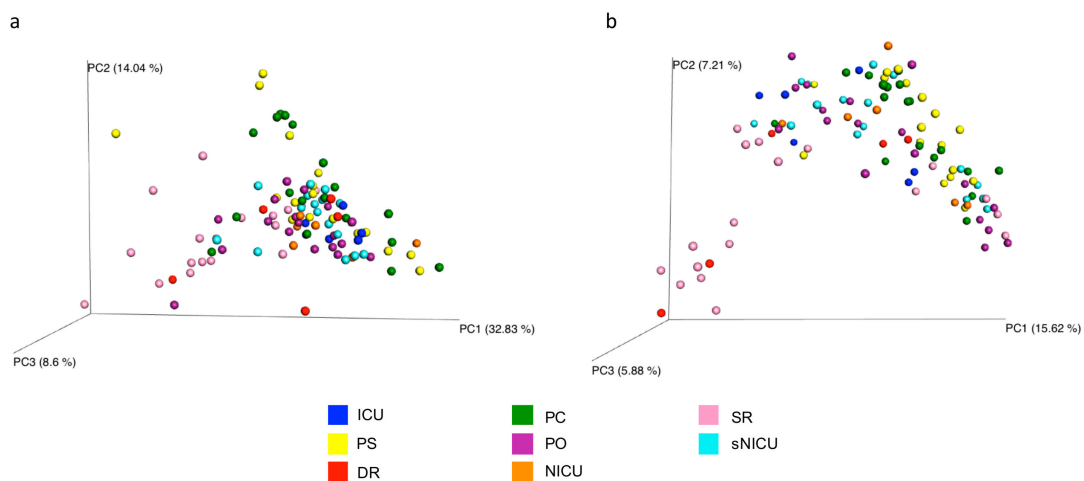 a
b
PC2 (14.04 %)
PC2 (7.21 %)
PC1 (32.83 %)
PC1 (15.62 %)
PC3 (8.6 %)
PC3 (5.88 %)
ICU
PC
SR
PS
PO
sNICU
DR
NICU